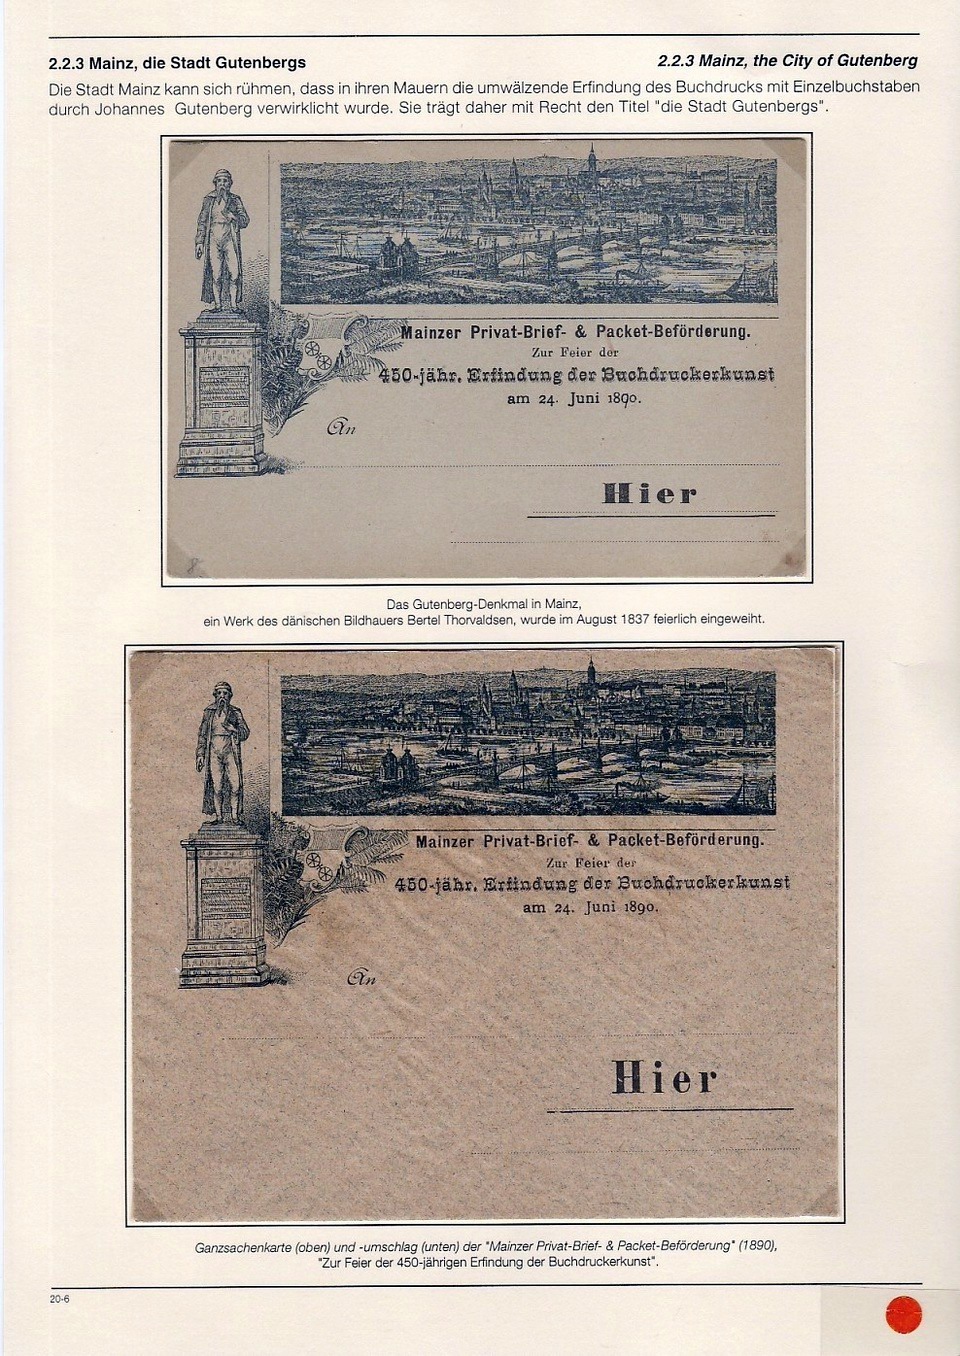 2.2.3 Mainz, die Stadt Gutenbergs
2.2.3 Mainz, the City of Gutenberg
Die Stadt Mainz kann sich rühmen, dass in ihren Mauern die umwälzende Erfindung des Buchdrucks mit Einzelbuchstaben
durch Johannes Gutenberg verwirklicht wurde. Sie trägt daher mit Recht den Titel "die Stadt Gutenbergs".
Mainzer Privat-Brief- & Packet-Beförderung.
Zur Feier der
450-jähr. Erfindung der Buchdruckerkunst
am 24. Juni 1890.
An
Hier
8
Das Gutenberg-Denkmal in Mainz,
ein Werk des dänischen Bildhauers Bertel Thorvaldsen, wurde im August 1837 feierlich eingeweiht.
Mainzer Privat-Brief- & Packet-Beförderung.
Zur Feier der
450-jähr. Erfindung der Buchdruckerkunst
am 24. Juni 1890.
An
Hier
Ganzsachenkarte (oben) und -umschlag (unten) der "Mainzer Privat-Brief- & Packet-Beförderung" (1890),
"Zur Feier der 450-jährigen Erfindung der Buchdruckerkunst".
20-6